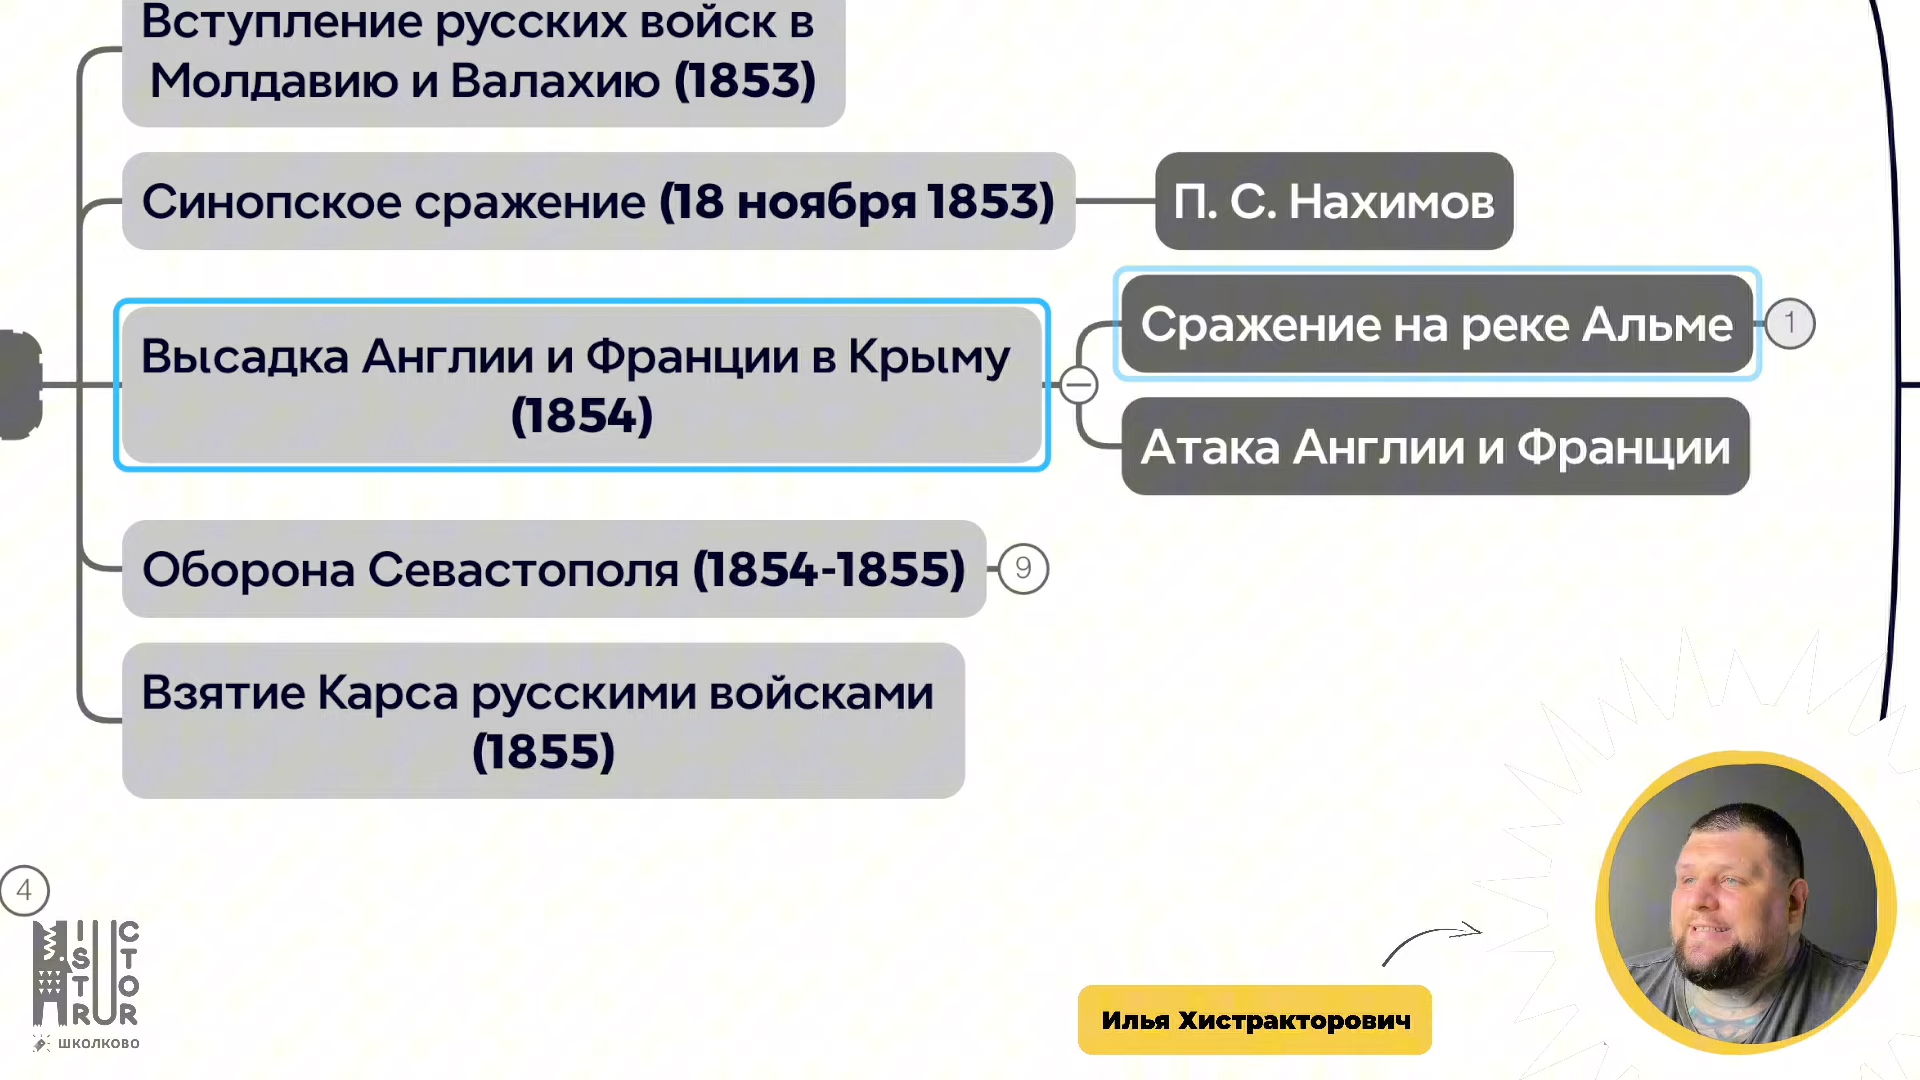 Вступление русских войск в
Молдавию и Валахию (1853)
Синопское сражение (18 ноября 1853)
П. С. Нахимов
Высадка Англии и Франции в Крыму
(1854)
Сражение на реке Альме
1
Атака Англии и Франции
Оборона Севастополя (1854-1855)
9
Взятие Карса русскими войсками
(1855)
4
HISTRUCTOR
ШКОЛКОВО
Илья Хистракторович